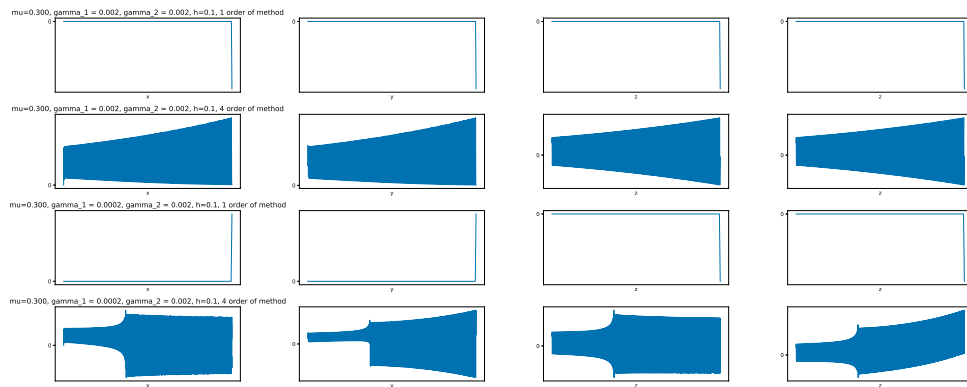 mu=0.300, gamma_1 = 0.002, gamma_2 = 0.002, h=0.1, 1 order of method
0 0 0 0
x y z z
mu=0.300, gamma_1 = 0.002, gamma_2 = 0.002, h=0.1, 4 order of method
0 0 0 0
x y z z
mu=0.300, gamma_1 = 0.0002, gamma_2 = 0.002, h=0.1, 1 order of method
0 0 0 0
x y z z
mu=0.300, gamma_1 = 0.0002, gamma_2 = 0.002, h=0.1, 4 order of method
0 0 0 0
x y z z